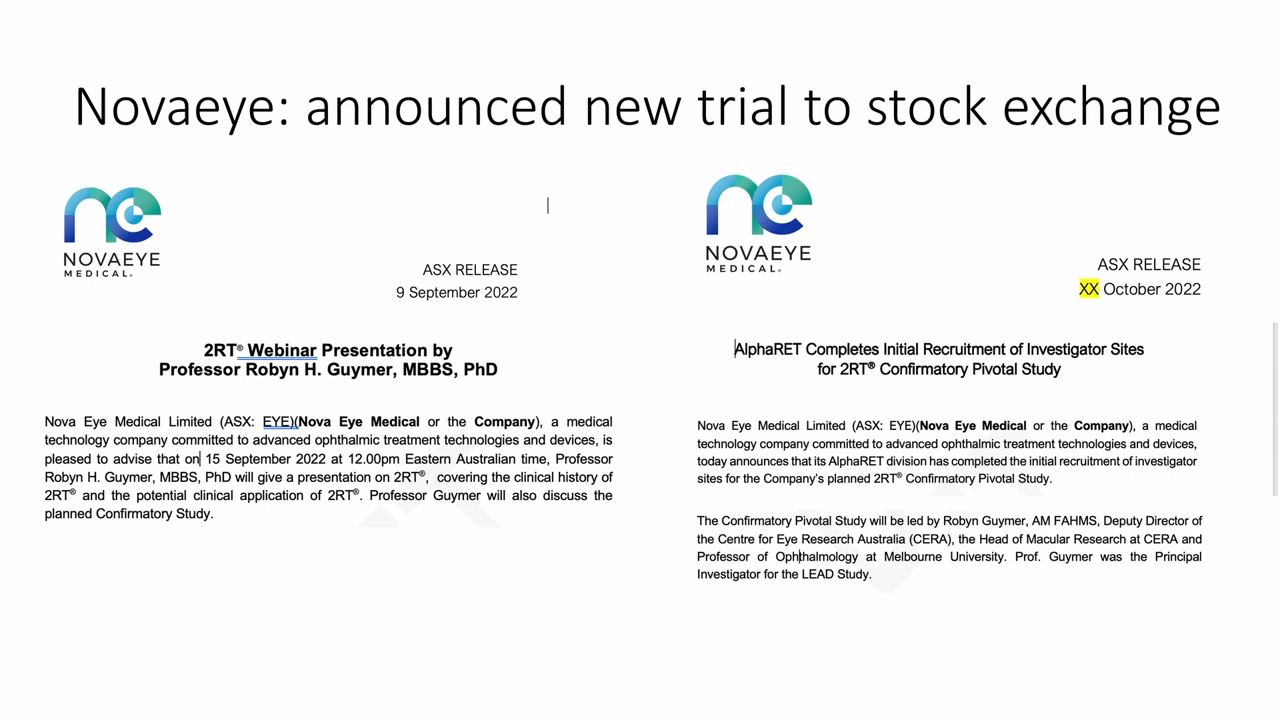 Novaeye: announced new trial to stock exchange
NOVAEYE
MEDICAL®
ASX RELEASE
9 September 2022
2RT® Webinar Presentation by
Professor Robyn H. Guymer, MBBS, PhD
Nova Eye Medical Limited (ASX: EYE)(Nova Eye Medical or the Company), a medical
technology company committed to advanced ophthalmic treatment technologies and devices, is
pleased to advise that on 15 September 2022 at 12.00pm Eastern Australian time, Professor
Robyn H. Guymer, MBBS, PhD will give a presentation on 2RT®, covering the clinical history of
2RT® and the potential clinical application of 2RT®. Professor Guymer will also discuss the
planned Confirmatory Study.
NOVAEYE
MEDICAL®
ASX RELEASE
XX October 2022
AlphaRET Completes Initial Recruitment of Investigator Sites
for 2RT® Confirmatory Pivotal Study
Nova Eye Medical Limited (ASX: EYE)(Nova Eye Medical or the Company), a medical
technology company committed to advanced ophthalmic treatment technologies and devices,
today announces that its AlphaRET division has completed the initial recruitment of investigator
sites for the Company's planned 2RT® Confirmatory Pivotal Study.
The Confirmatory Pivotal Study will be led by Robyn Guymer, AM FAHMS, Deputy Director of
the Centre for Eye Research Australia (CERA), the Head of Macular Research at CERA and
Professor of Ophthalmology at Melbourne University. Prof. Guymer was the Principal
Investigator for the LEAD Study.